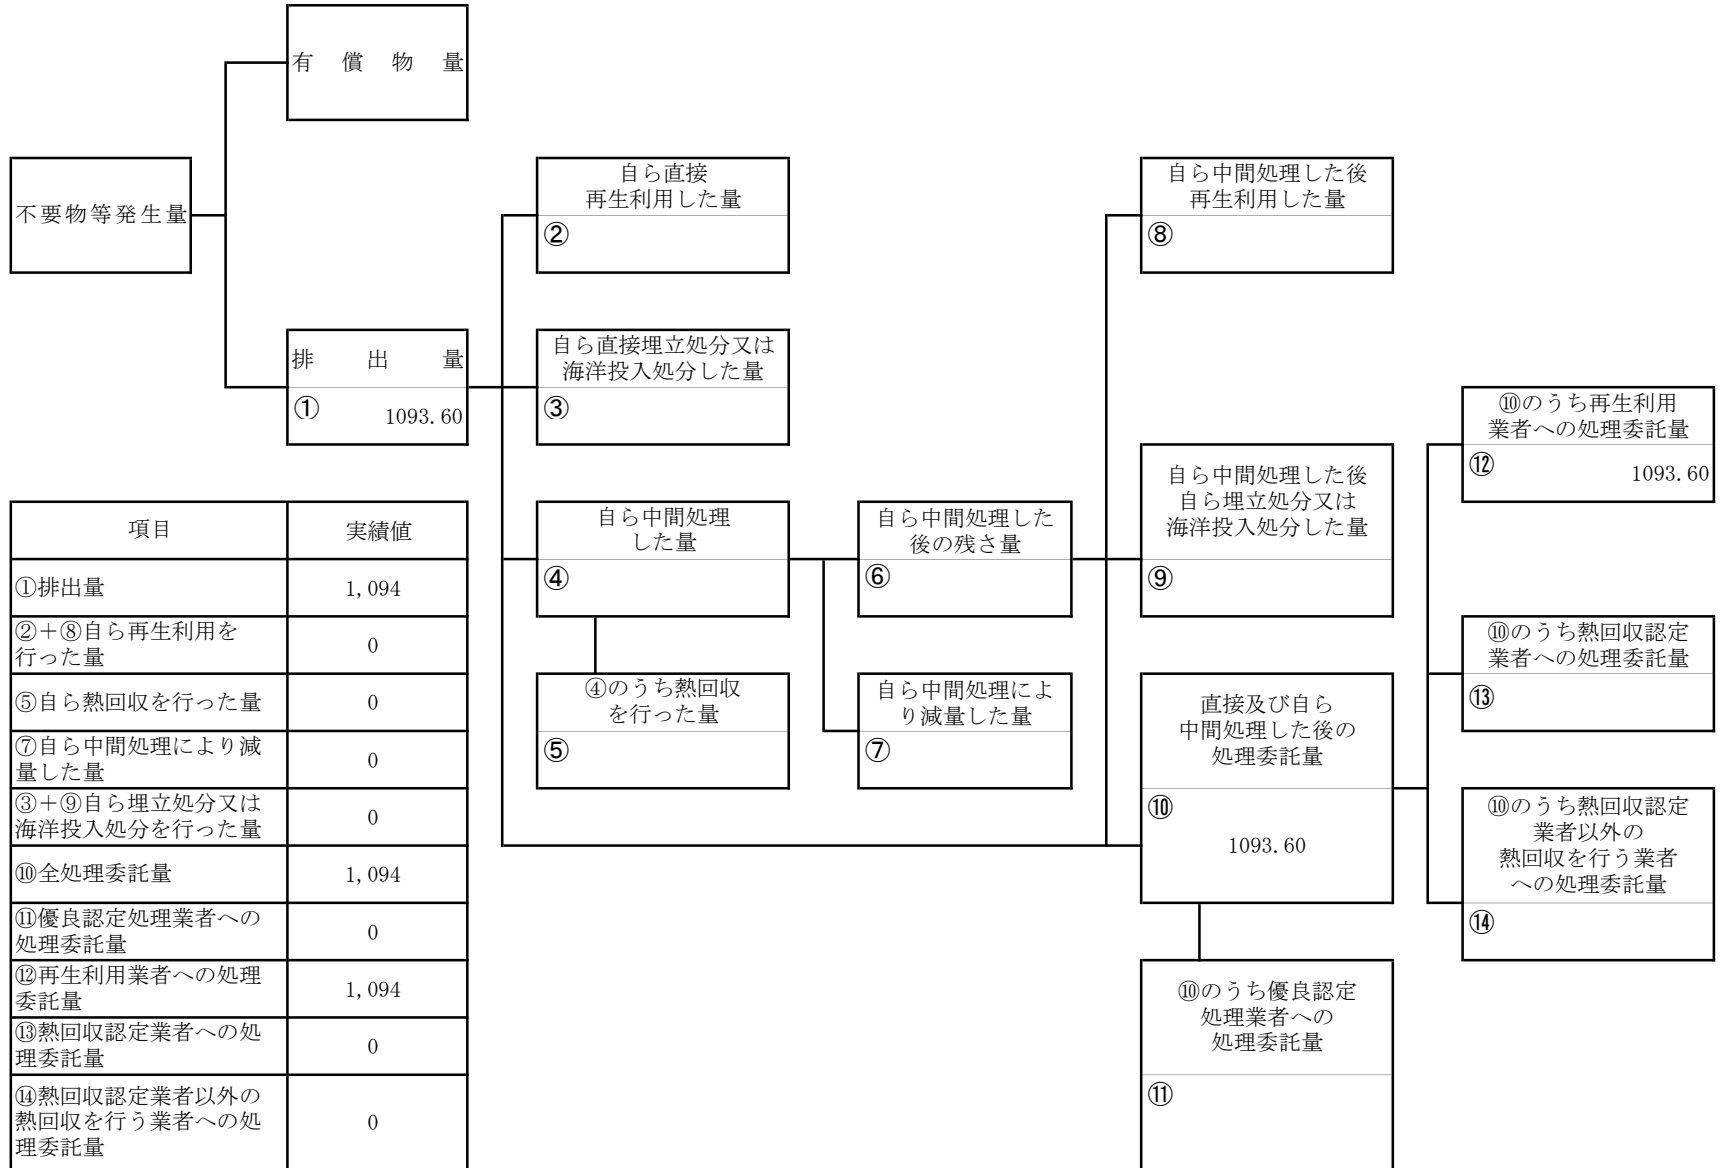 有償物量
不要物等発生量
自ら直接
再生利用した量
②
自ら中間処理した後
再生利用した量
⑧
排出量
① 1093.60
自ら直接埋立処分又は
海洋投入処分した量
③
⑩のうち再生利用
業者への処理委託量
⑫ 1093.60
自ら中間処理した後
自ら埋立処分又は
海洋投入処分した量
⑨
自ら中間処理
した量
④
自ら中間処理した
後の残さ量
⑥
⑩のうち熱回収認定
業者への処理委託量
⑬
④のうち熱回収
を行った量
⑤
自ら中間処理によ
り減量した量
⑦
直接及び自ら
中間処理した後の
処理委託量
⑩
1093.60
⑩のうち熱回収認定
業者以外の
熱回収を行う業者
への処理委託量
⑭
⑩のうち優良認定
処理業者への
処理委託量
⑪
項目 実績値
①排出量 1,094
②+⑧自ら再生利用を
行った量 0
⑤自ら熱回収を行った量 0
⑦自ら中間処理により減
量した量 0
③+⑨自ら埋立処分又は
海洋投入処分を行った量 0
⑩全処理委託量 1,094
⑪優良認定処理業者への
処理委託量 0
⑫再生利用業者への処理
委託量 1,094
⑬熱回収認定業者への処
理委託量 0
⑭熱回収認定業者以外の
熱回収を行う業者への処
理委託量 0